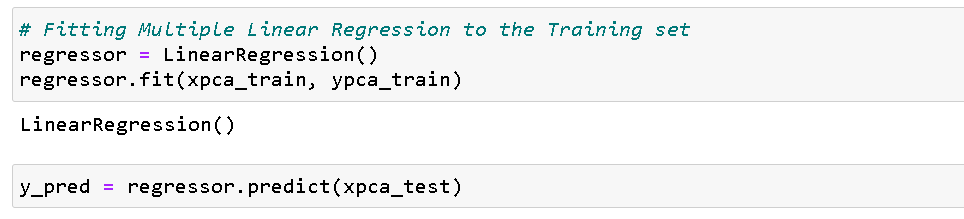 # Fitting Multiple Linear Regression to the Training set
regressor = LinearRegression()
regressor.fit(xpca_train, ypca_train)
LinearRegression()
y_pred = regressor.predict(xpca_test)